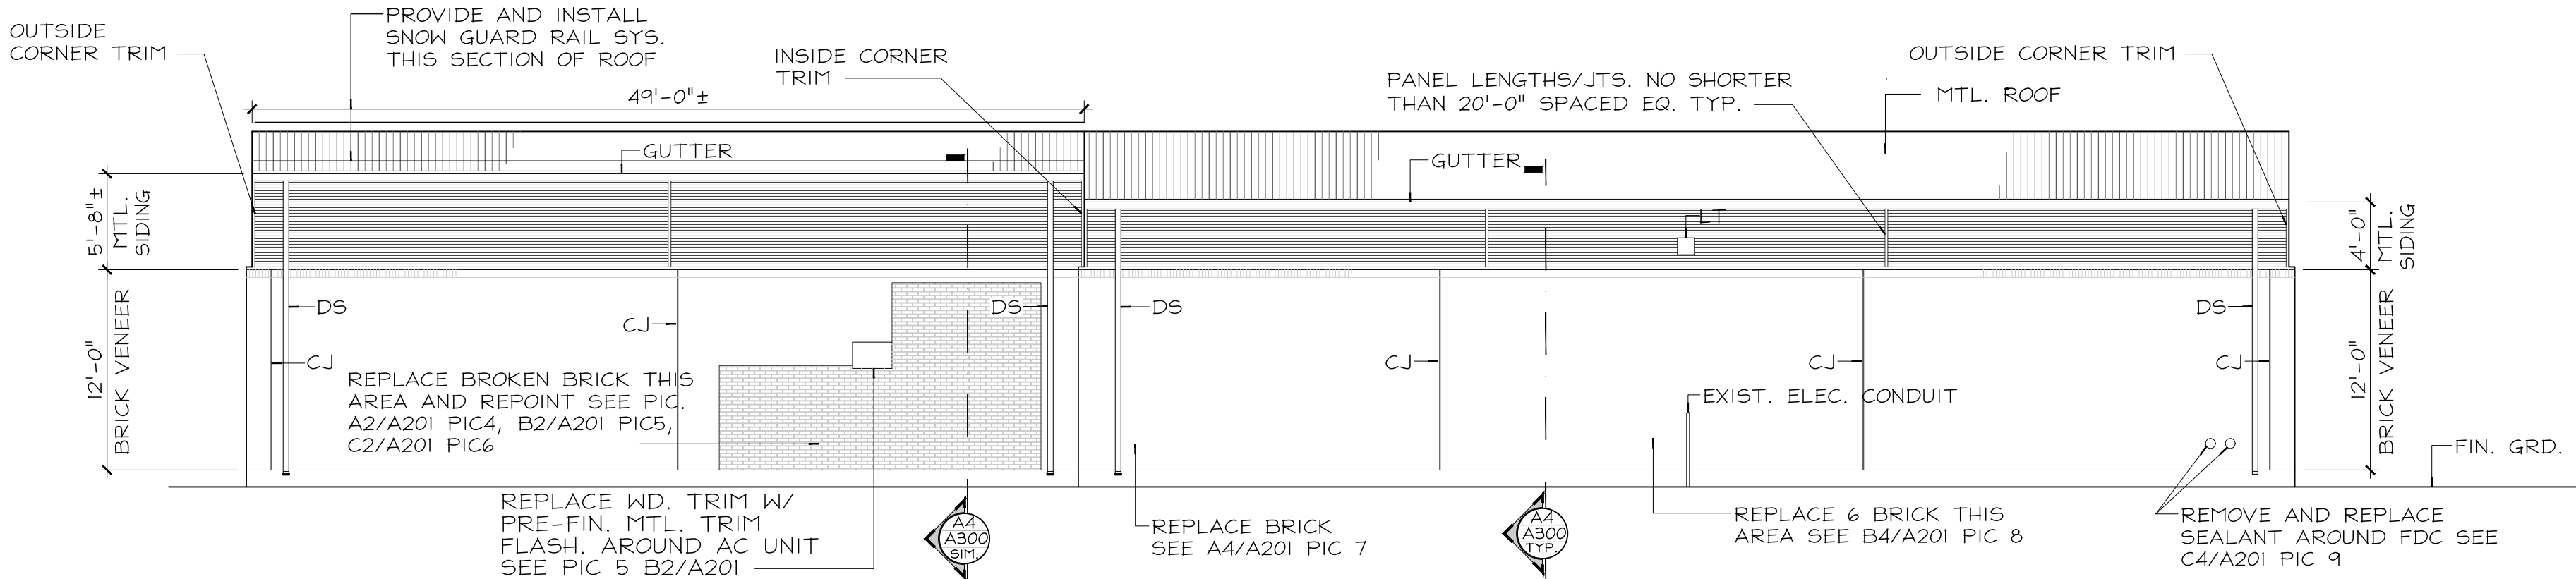 OUTSIDE
CORNER TRIM
PROVIDE AND INSTALL
SNOW GUARD RAIL SYS.
THIS SECTION OF ROOF
INSIDE CORNER
TRIM
49'-0"±
PANEL LENGTHS/JTS. NO SHORTER
THAN 20'-0" SPACED EQ. TYP.
OUTSIDE CORNER TRIM
MTL. ROOF
GUTTER
GUTTER
5'-8"±
MTL.
SIDING
LT
4'-0"
MTL.
SIDING
12'-0"
BRICK VENEER
DS
CJ
CJ
DS
DS
CJ
CJ
DS
CJ
12'-0"
BRICK VENEER
REPLACE BROKEN BRICK THIS
AREA AND REPOINT SEE PIC.
A2/A201 PIC4, B2/A201 PIC5,
C2/A201 PIC6
EXIST. ELEC. CONDUIT
FIN. GRD.
REPLACE WD. TRIM W/
PRE-FIN. MTL. TRIM
FLASH. AROUND AC UNIT
SEE PIC 5 B2/A201
A4
A300
SIM.
REPLACE BRICK
SEE A4/A201 PIC 7
A4
A300
TYP.
REPLACE 6 BRICK THIS
AREA SEE B4/A201 PIC 8
REMOVE AND REPLACE
SEALANT AROUND FDC SEE
C4/A201 PIC 9